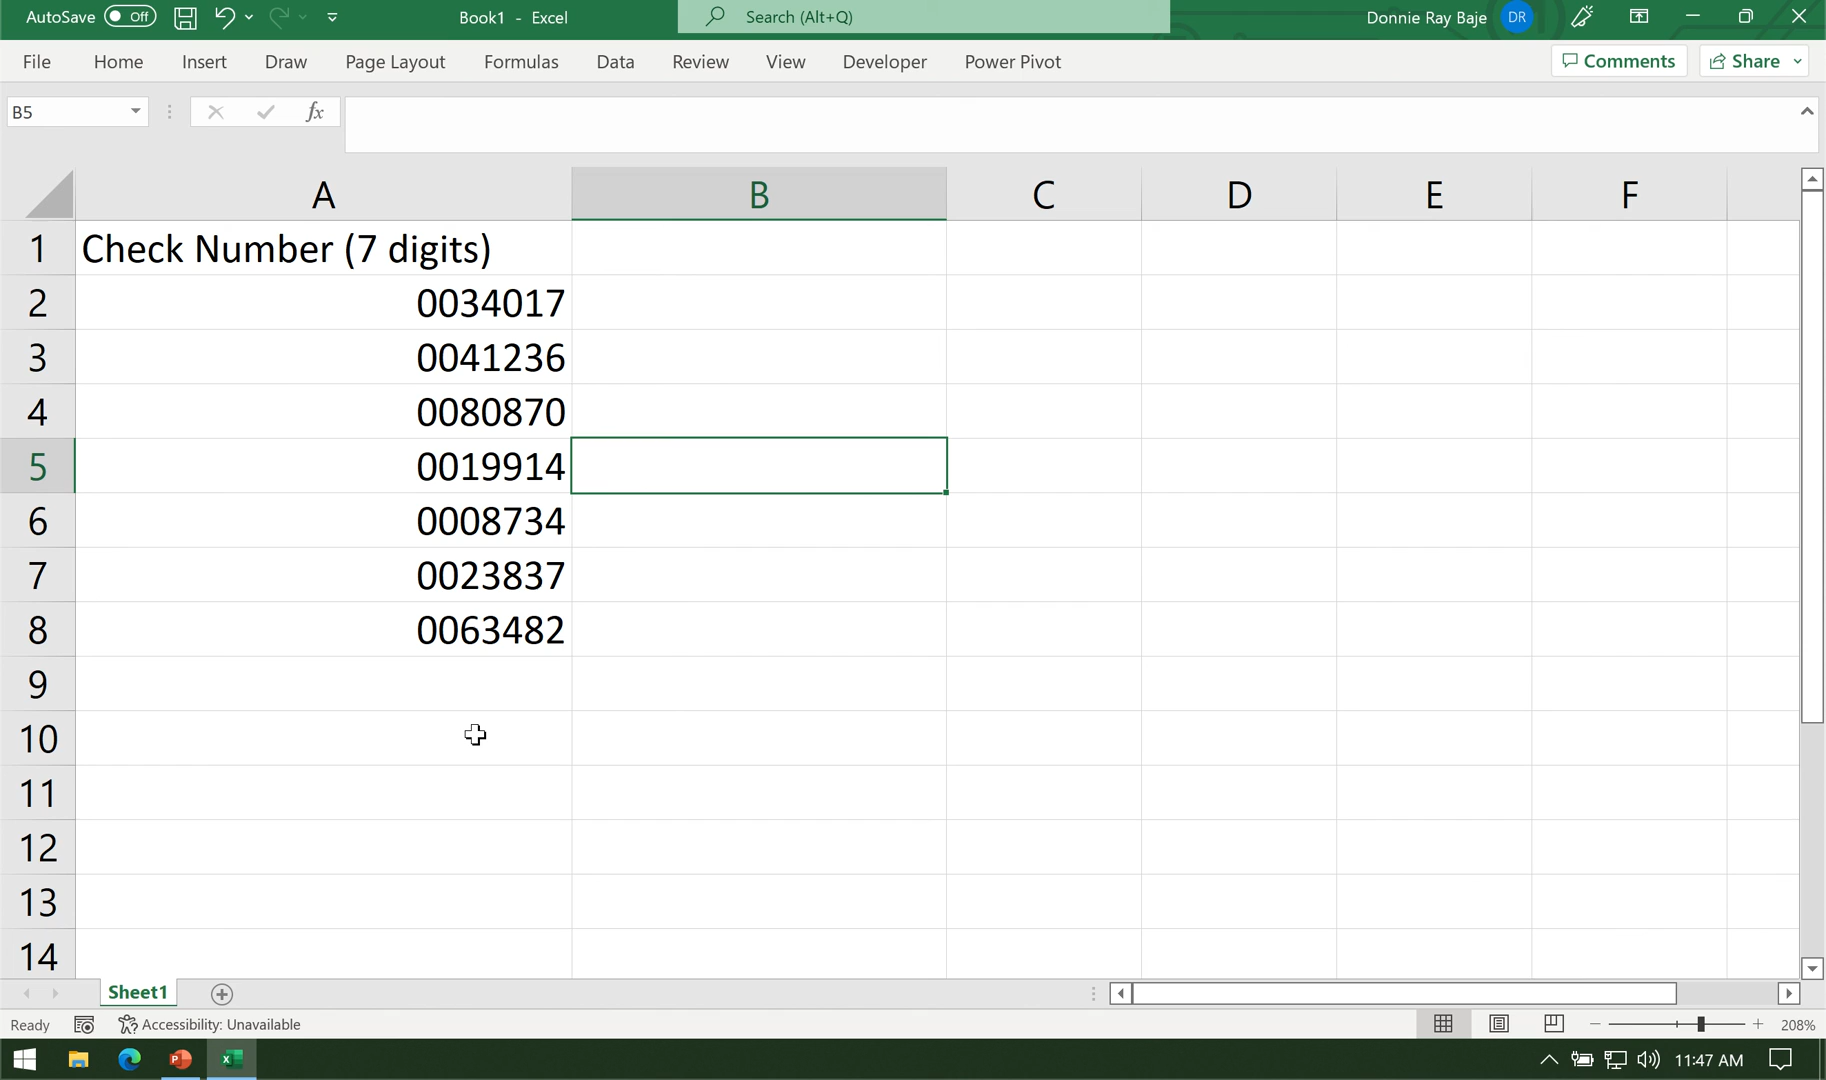 AutoSave Off Book1 - Excel Search (Alt+Q) Donnie Ray Baje DR
File Home Insert Draw Page Layout Formulas Data Review View Developer Power Pivot Comments Share
B5 fx
A B C D E F
1 Check Number (7 digits)
2 0034017
3 0041236
4 0080870
5 0019914
6 0008734
7 0023837
8 0063482
9
10
11
12
13
14
Sheet1
Ready Accessibility: Unavailable 208%
11:47 AM